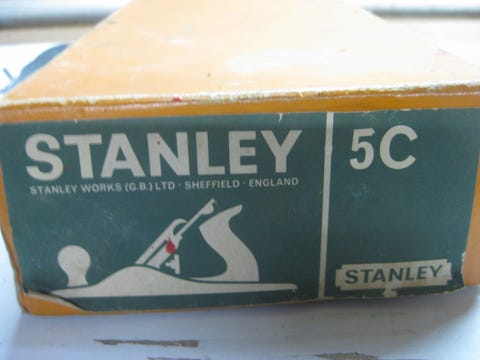 STANLEY
STANLEY WORKS (G.B.) LTD · SHEFFIELD · ENGLAND
5C
STANLEY